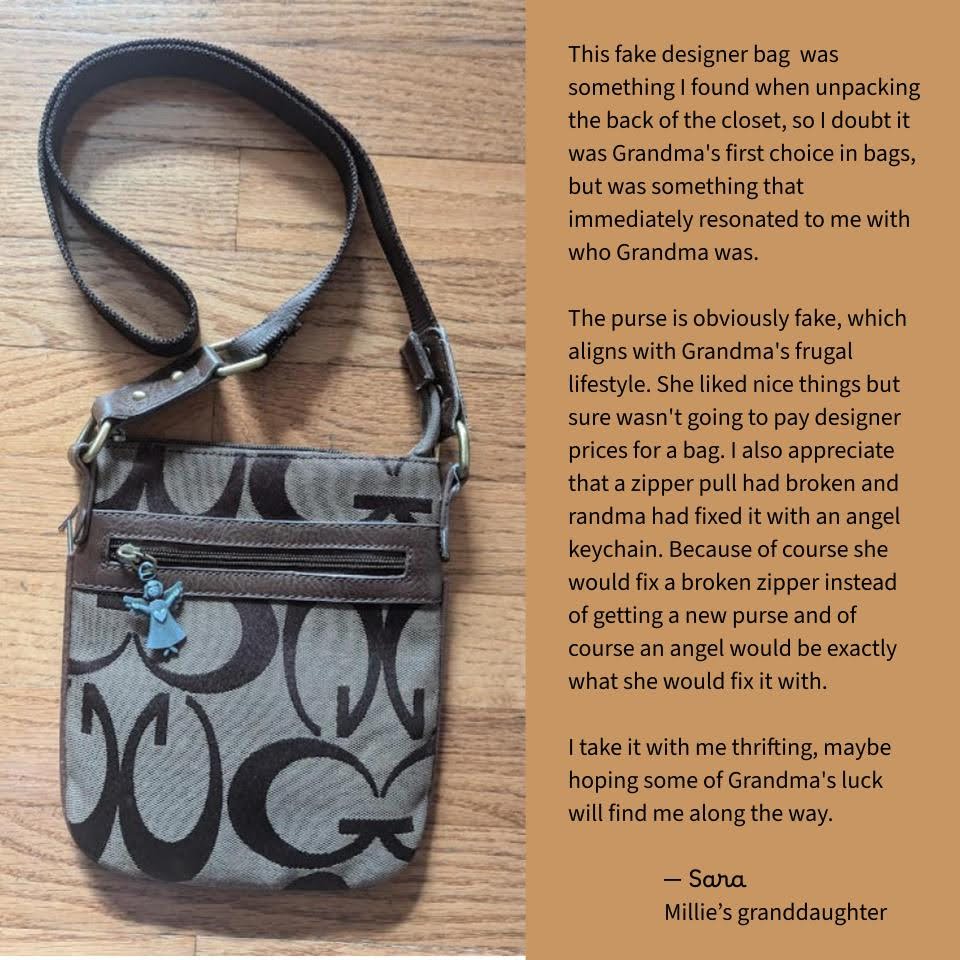 This fake designer bag  was
something I found when unpacking
the back of the closet, so I doubt it
was Grandma's first choice in bags,
but was something that
immediately resonated to me with
who Grandma was.
The purse is obviously fake, which
aligns with Grandma's frugal
lifestyle. She liked nice things but
sure wasn't going to pay designer
prices for a bag. I also appreciate
that a zipper pull had broken and
randma had fixed it with an angel
keychain. Because of course she
would fix a broken zipper instead
of getting a new purse and of
course an angel would be exactly
what she would fix it with.
I take it with me thrifting, maybe
hoping some of Grandma's luck
will find me along the way.
— Sara
Millie’s granddaughter